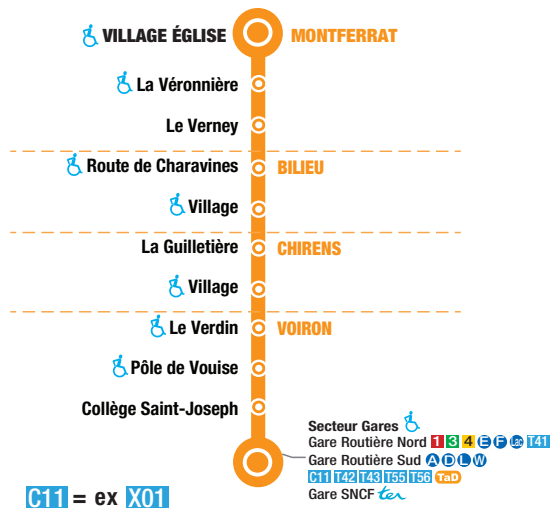 VILLAGE ÉGLISE MONTFERRAT
La Véronnière
Le Verney
Route de Charavines BILIEU
Village
La Guilletière CHIRENS
Village
Le Verdin VOIRON
Pôle de Vouise
Collège Saint-Joseph
Secteur Gares
Gare Routière Nord 1 3 4 E F Lac T41
Gare Routière Sud A D L W
C11 T42 T43 T55 T56 TaD
Gare SNCF ter
C11 = ex X01